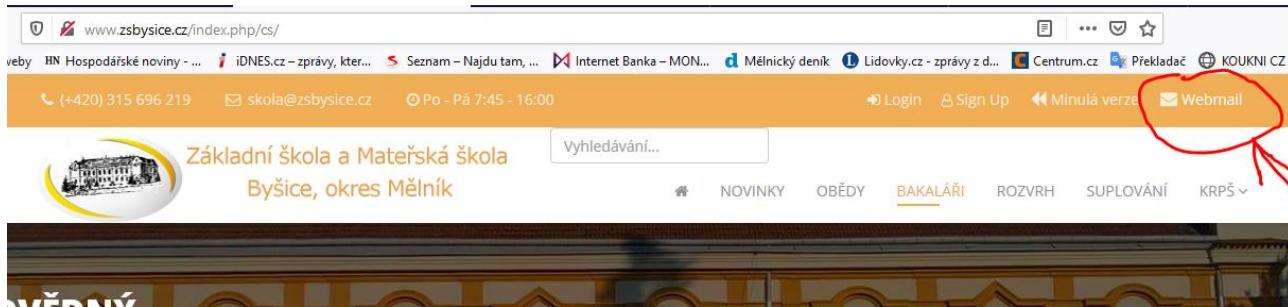 www.zsbysice.cz/index.php/cs/
weby HN Hospodářské noviny - ... iDNES.cz – zprávy, kter... Seznam – Najdu tam, ... Internet Banka – MON... Mělnický deník Lidovky.cz - zprávy z d... Centrum.cz Překladač KOUKNI CZ
(+420) 315 696 219 skola@zsbysice.cz Po - Pá 7:45 - 16:00 Login Sign Up Minulá verze Webmail
Základní škola a Mateřská škola
Byšice, okres Mělník
Vyhledávání...
NOVINKY OBĚDY BAKALÁŘI ROZVRH SUPLOVÁNÍ KRPŠ